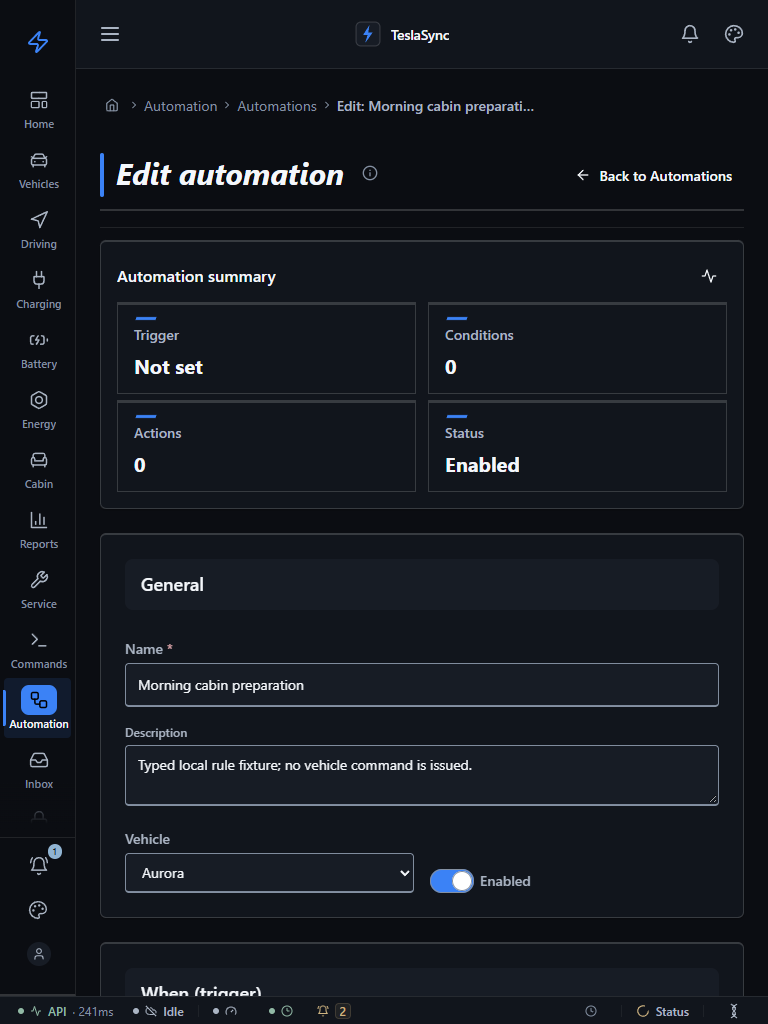 TeslaSync
Home
Vehicles
Driving
Charging
Battery
Energy
Cabin
Reports
Service
Commands
Automation
Inbox
1
Automation
Automations
Edit: Morning cabin preparati...
Edit automation
Back to Automations
Automation summary
Trigger
Not set
Conditions
0
Actions
0
Status
Enabled
General
Name *
Morning cabin preparation
Description
Typed local rule fixture; no vehicle command is issued.
Vehicle
Aurora
Enabled
When (trigger)
API · 241ms
Idle
2
Status